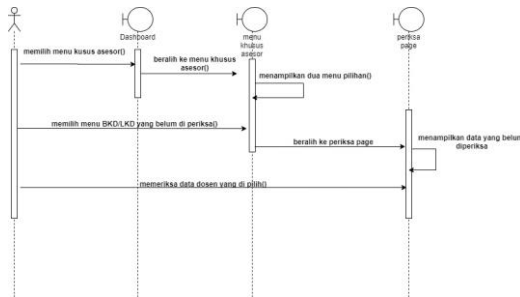 Dashboard
menu
khusus
asesor
periksa
page
memilih menu kusus asesor()
beralih ke menu khusus
asesor()
menampilkan dua menu pilihan()
memilih menu BKD/LKD yang belum di periksa()
beralih ke periksa page
menampilkan data yang belum
diperiksa
memeriksa data dosen yang di pilih()